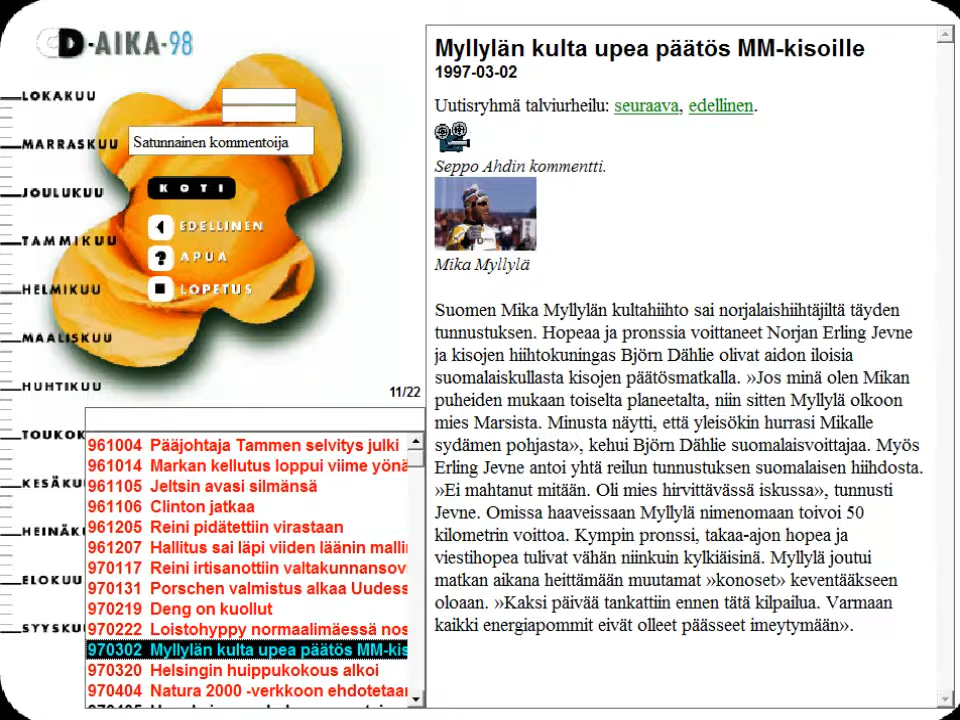 CD-AIKA-98
LOKAKUU
MARRASKUU
JOULUKUU
TAMMIKUU
HELMIKUU
MAALISKUU
HUHTIKUU
TOUKOK
KESÄKU
HEINÄK
ELOKUU
SYYSKU
Satunnainen kommentoija
KOTI
EDELLINEN
APUA
LOPETUS
11/22
961004 Pääjohtaja Tammen selvitys julki
961014 Markan kellutus loppui viime yönä
961105 Jeltsin avasi silmänsä
961106 Clinton jatkaa
961205 Reini pidätettiin virastaan
961207 Hallitus sai läpi viiden läänin mallin
970117 Reini irtisanottiin valtakunnansovi
970131 Porschen valmistus alkaa Uudess
970219 Deng on kuollut
970222 Loistohyppy normaalimäessä nos
970302 Myllylän kulta upea päätös MM-kis
970320 Helsingin huippukokous alkoi
970404 Natura 2000 -verkkoon ehdotetaan
Myllylän kulta upea päätös MM-kisoille
1997-03-02
Uutisryhmä talviurheilu: seuraava, edellinen.
Seppo Ahdin kommentti.
Mika Myllylä
Suomen Mika Myllylän kultahiihto sai norjalaishiihtäjiltä täyden
tunnustuksen. Hopeaa ja pronssia voittaneet Norjan Erling Jevne
ja kisojen hiihtokuningas Björn Dählie olivat aidon iloisia
suomalaiskullasta kisojen päätösmatkalla. »Jos minä olen Mikan
puheiden mukaan toiselta planeetalta, niin sitten Myllylä olkoon
mies Marsista. Minusta näytti, että yleisökin hurrasi Mikalle
sydämen pohjasta», kehui Björn Dählie suomalaisvoittajaa. Myös
Erling Jevne antoi yhtä reilun tunnustuksen suomalaisen hiihdosta.
»Ei mahtanut mitään. Oli mies hirvittävässä iskussa», tunnusti
Jevne. Omissa haaveissaan Myllylä nimenomaan toivoi 50
kilometrin voittoa. Kympin pronssi, takaa-ajon hopea ja
viestihopea tulivat vähän niinkuin kylkiäisinä. Myllylä joutui
matkan aikana heittämään muutamat »konoset» keventääkseen
oloaan. »Kaksi päivää tankattiin ennen tätä kilpailua. Varmaan
kaikki energiapommit eivät olleet päässeet imeytymään».